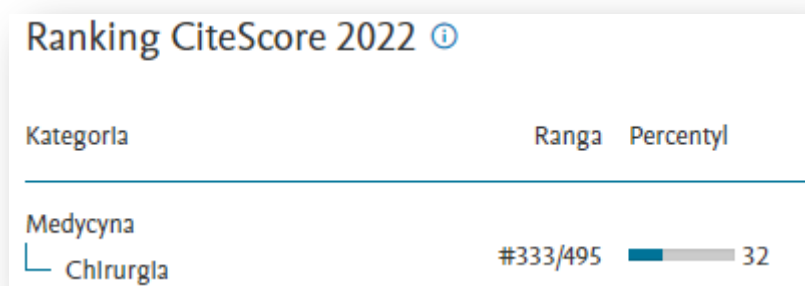 Ranking CiteScore 2022
Kategoria Ranga Percentyl
Medycyna
Chirurgia #333/495 32